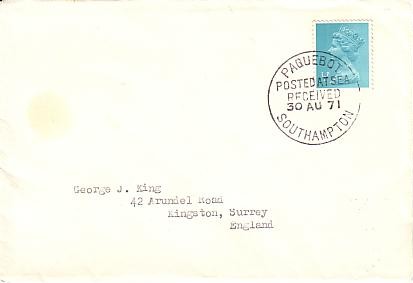 PAQUEBOT
POSTED AT SEA
RECEIVED
30 AU 71
SOUTHAMPTON
George J. King
42 Arundel Road
Kingston, Surrey
England